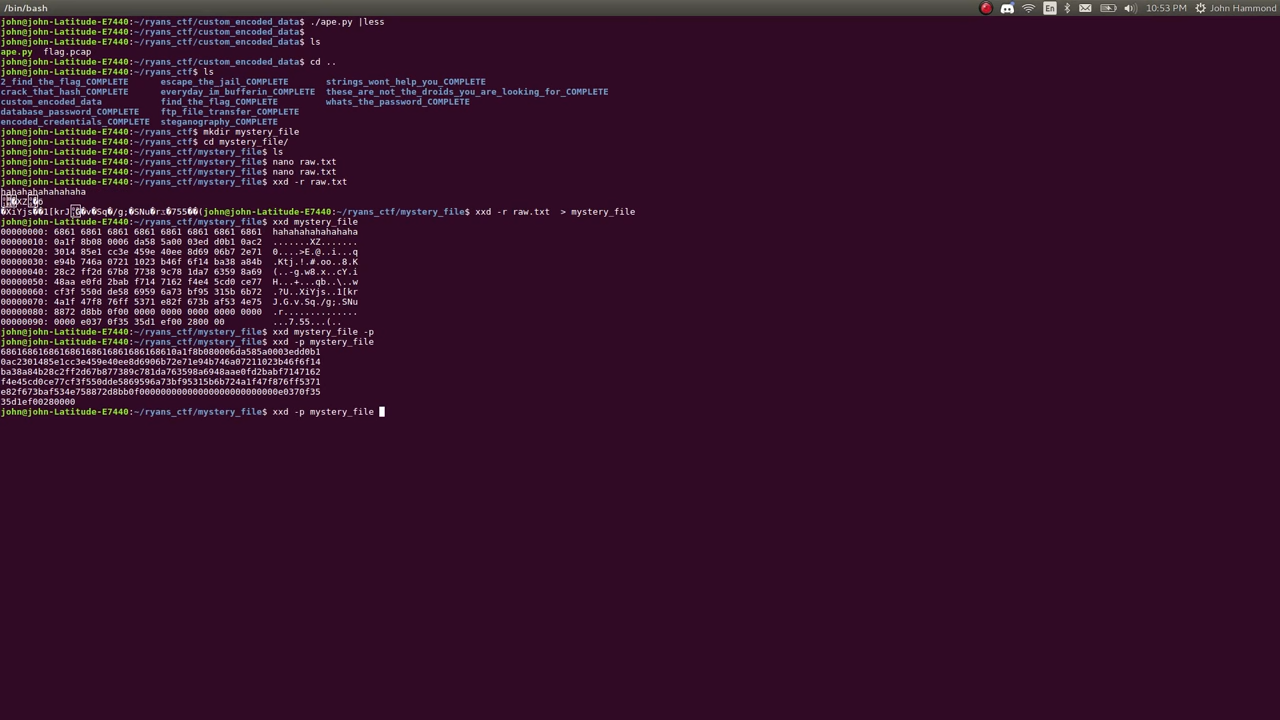 /bin/bash
En 10:53 PM John Hammond
john@john-Latitude-E7440:~/ryans_ctf/custom_encoded_data$ ./ape.py |less
john@john-Latitude-E7440:~/ryans_ctf/custom_encoded_data$
john@john-Latitude-E7440:~/ryans_ctf/custom_encoded_data$ ls
ape.py  flag.pcap
john@john-Latitude-E7440:~/ryans_ctf/custom_encoded_data$ cd ..
john@john-Latitude-E7440:~/ryans_ctf$ ls
2_find_the_flag_COMPLETE      escape_the_jail_COMPLETE       strings_wont_help_you_COMPLETE
crack_that_hash_COMPLETE      everyday_im_bufferin_COMPLETE  these_are_not_the_droids_you_are_looking_for_COMPLETE
custom_encoded_data           find_the_flag_COMPLETE         whats_the_password_COMPLETE
database_password_COMPLETE    ftp_file_transfer_COMPLETE
encoded_credentials_COMPLETE  steganography_COMPLETE
john@john-Latitude-E7440:~/ryans_ctf$ mkdir mystery_file
john@john-Latitude-E7440:~/ryans_ctf$ cd mystery_file/
john@john-Latitude-E7440:~/ryans_ctf/mystery_file$ ls
john@john-Latitude-E7440:~/ryans_ctf/mystery_file$ nano raw.txt
john@john-Latitude-E7440:~/ryans_ctf/mystery_file$ nano raw.txt
john@john-Latitude-E7440:~/ryans_ctf/mystery_file$ xxd -r raw.txt
hahahahahahahaha
�XZ
�XiYjs��1[krJ G�v�Sq�/g;�SNu�r �755��(john@john-Latitude-E7440:~/ryans_ctf/mystery_file$ xxd -r raw.txt  > mystery_file
john@john-Latitude-E7440:~/ryans_ctf/mystery_file$ xxd mystery_file
00000000: 6861 6861 6861 6861 6861 6861 6861 6861  hahahahahahahaha
00000010: 0a1f 8b08 0006 da58 5a00 03ed d0b1 0ac2  .......XZ.......
00000020: 3014 85e1 cc3e 459e 40ee 8d69 06b7 2e71  0....>E.@..i...q
00000030: e94b 746a 0721 1023 b46f 6f14 ba38 a84b  .Ktj.!.#.oo..8.K
00000040: 28c2 ff2d 67b8 7738 9c78 1da7 6359 8a69  (..-g.w8.x..cY.i
00000050: 48aa e0fd 2bab f714 7162 f4e4 5cd0 ce77  H...+...qb..\..w
00000060: cf3f 550d de58 6959 6a73 bf95 315b 6b72  .?U..XiYjs..1[kr
00000070: 4a1f 47f8 76ff 5371 e82f 673b af53 4e75  J.G.v.Sq./g;.SNu
00000080: 8872 d8bb 0f00 0000 0000 0000 0000 0000  .r..............
00000090: 0000 e037 0f35 35d1 ef00 2800 00         ...7.55...(..
john@john-Latitude-E7440:~/ryans_ctf/mystery_file$ xxd mystery_file -p
john@john-Latitude-E7440:~/ryans_ctf/mystery_file$ xxd -p mystery_file
686168616861686168616861686168610a1f8b080006da585a0003edd0b1
0ac2301485e1cc3e459e40ee8d6906b72e71e94b746a07211023b46f6f14
ba38a84b28c2ff2d67b877389c781da763598a6948aae0fd2babf7147162
f4e45cd0ce77cf3f550dde5869596a73bf95315b6b724a1f47f876ff5371
e82f673baf534e758872d8bb0f0000000000000000000000000000e0370f35
35d1ef00280000
john@john-Latitude-E7440:~/ryans_ctf/mystery_file$ xxd -p mystery_file